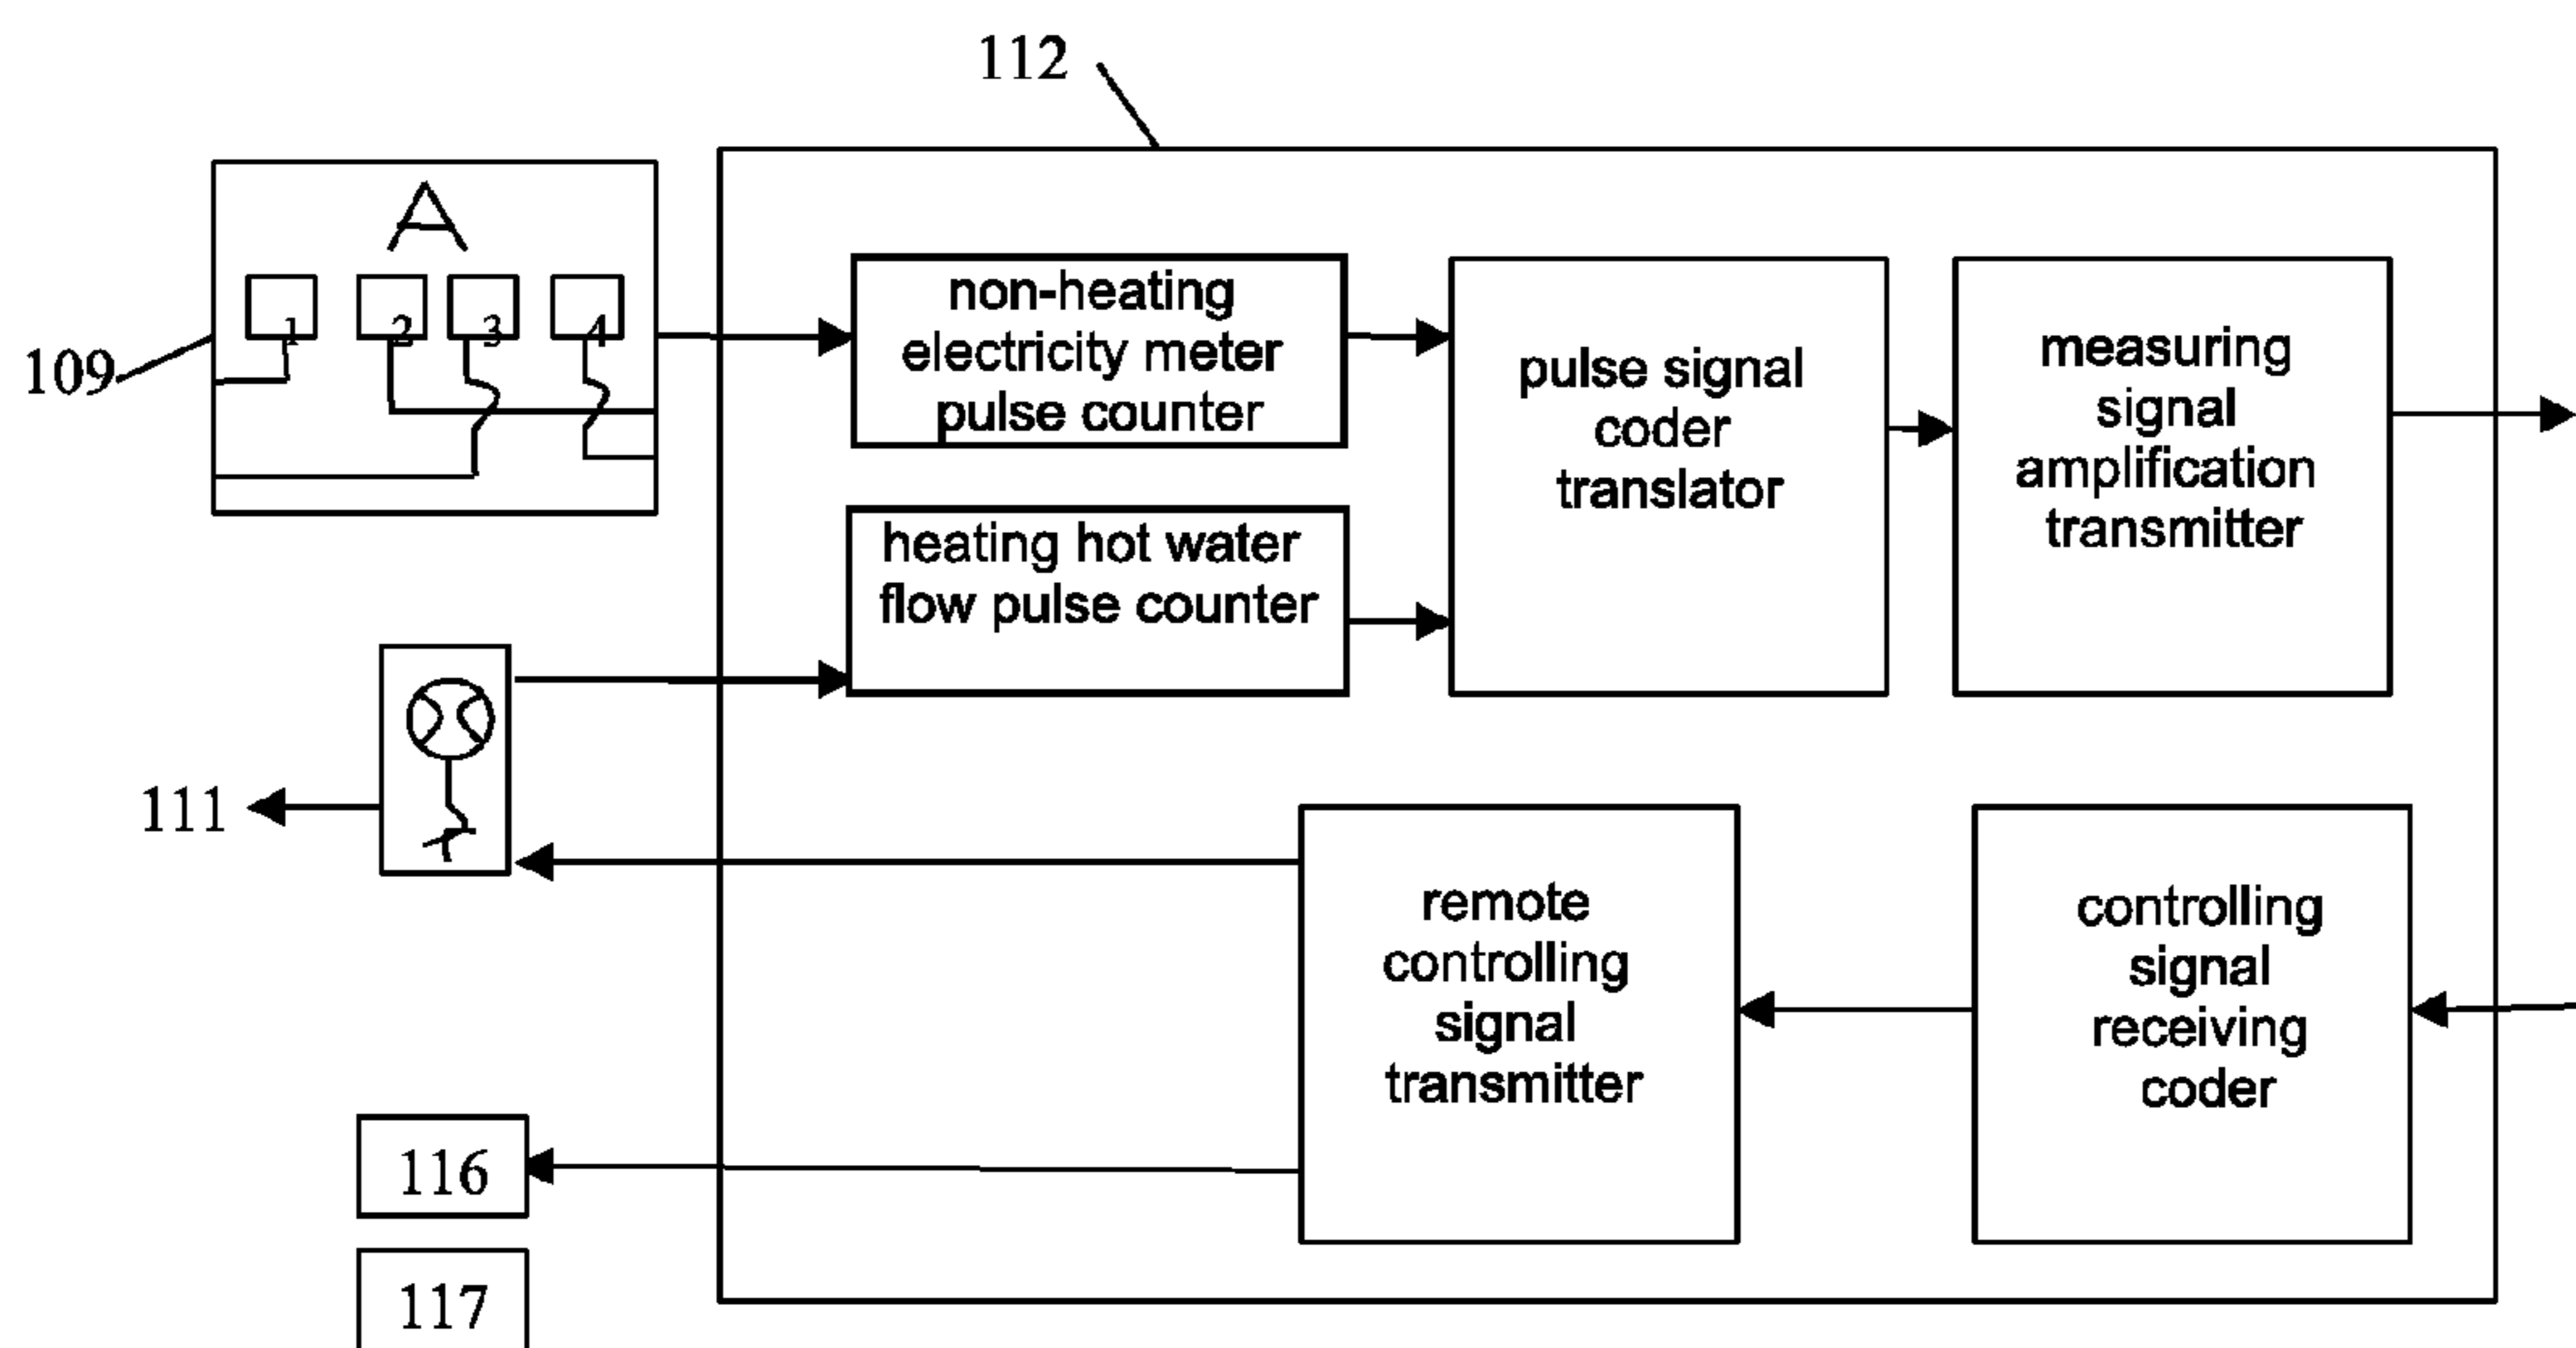 112
A
1 2 3 4
109
non-heating
electricity meter
pulse counter
pulse signal
coder
translator
measuring
signal
amplification
transmitter
heating hot water
flow pulse counter
111
remote
controlling
signal
transmitter
controlling
signal
receiving
coder
116
117